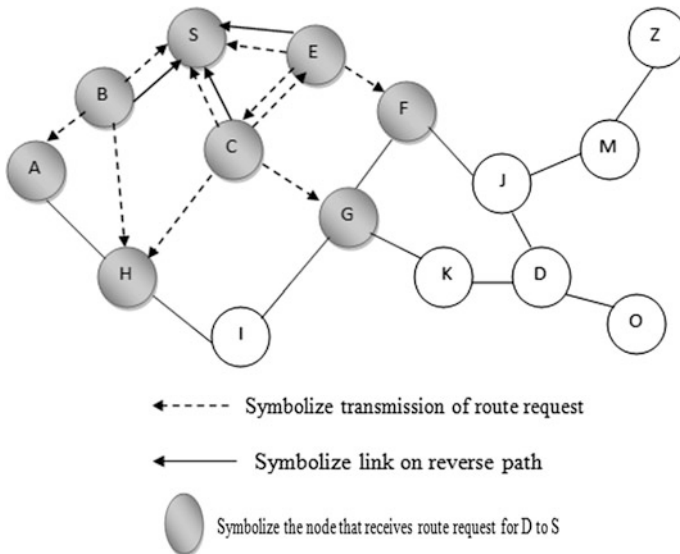 Z
S
E
B
F
M
C
A
J
G
H
K
D
I
O
Symbolize transmission of route request
Symbolize link on reverse path
Symbolize the node that receives route request for D to S